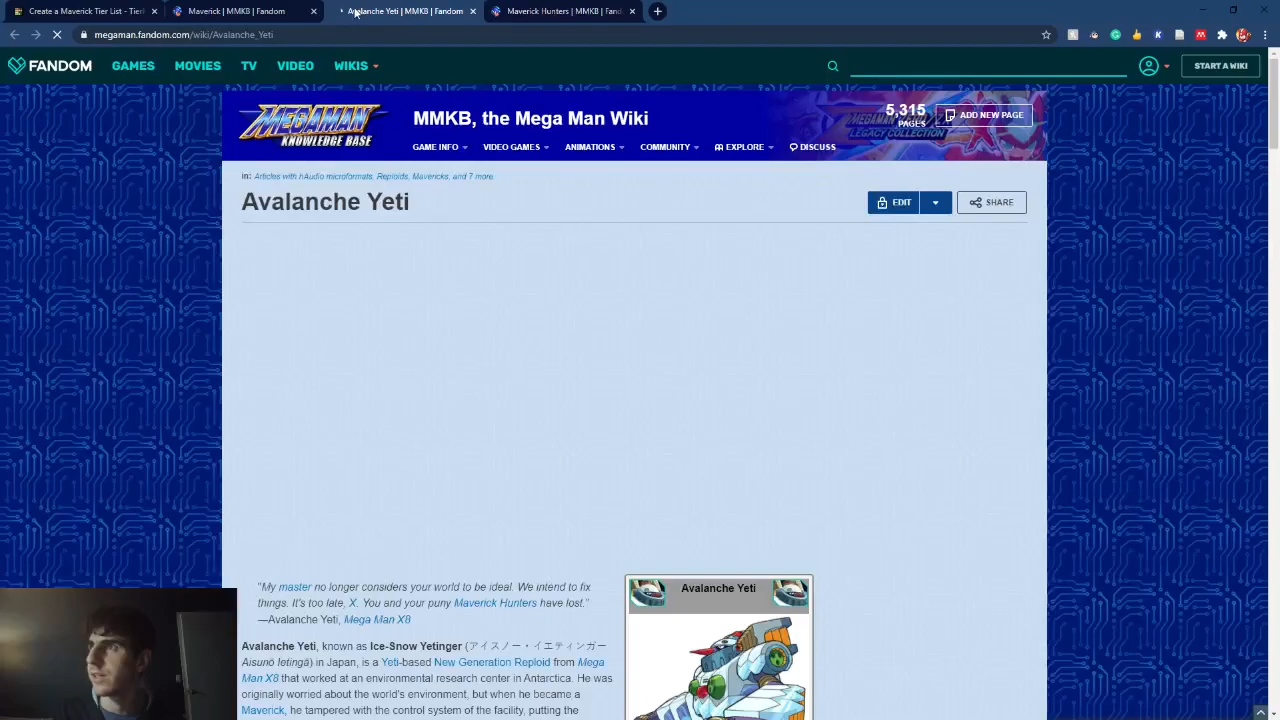 Create a Maverick Tier List - Tierl
Maverick | MMKB | Fandom
Avalanche Yeti | MMKB | Fandom
Maverick Hunters | MMKB | Fand
megaman.fandom.com/wiki/Avalanche_Yeti
FANDOM GAMES MOVIES TV VIDEO WIKIS START A WIKI
MEGAMAN KNOWLEDGE BASE
MMKB, the Mega Man Wiki
5,315 PAGES
ADD NEW PAGE
GAME INFO VIDEO GAMES ANIMATIONS COMMUNITY EXPLORE DISCUSS
in: Articles with hAudio microformats, Reploids, Mavericks, and 7 more.
Avalanche Yeti
EDIT
SHARE
"My master no longer considers your world to be ideal. We intend to fix
things. It's too late, X. You and your puny Maverick Hunters have lost."
—Avalanche Yeti, Mega Man X8
Avalanche Yeti
Avalanche Yeti, known as Ice-Snow Yetinger (アイスノー・イエティンガー
Aisunō Ietingā) in Japan, is a Yeti-based New Generation Reploid from Mega
Man X8 that worked at an environmental research center in Antarctica. He was
originally worried about the world's environment, but when he became a
Maverick, he tampered with the control system of the facility, putting the